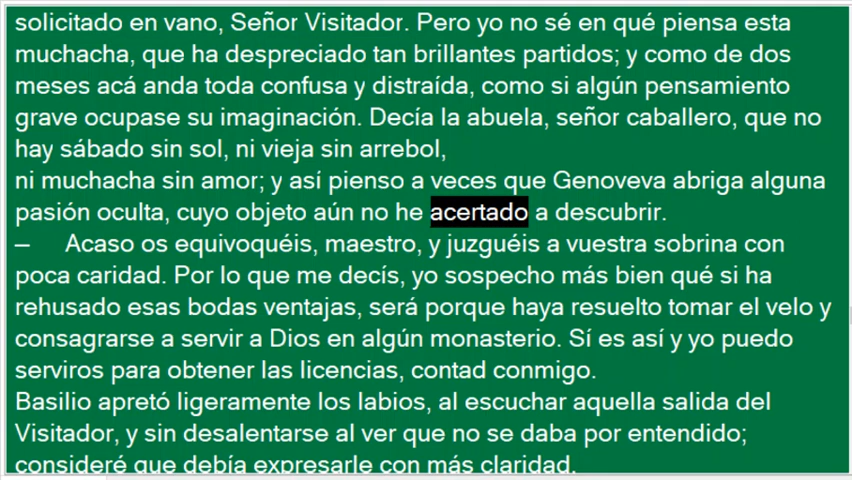 solicitado en vano, Señor Visitador. Pero yo no sé en qué piensa esta
muchacha, que ha despreciado tan brillantes partidos; y como de dos
meses acá anda toda confusa y distraída, como si algún pensamiento
grave ocupase su imaginación. Decía la abuela, señor caballero, que no
hay sábado sin sol, ni vieja sin arrebol,
ni muchacha sin amor; y así pienso a veces que Genoveva abriga alguna
pasión oculta, cuyo objeto aún no he acertado a descubrir.
– Acaso os equivoquéis, maestro, y juzguéis a vuestra sobrina con
poca caridad. Por lo que me decís, yo sospecho más bien qué si ha
rehusado esas bodas ventajas, será porque haya resuelto tomar el velo y
consagrarse a servir a Dios en algún monasterio. Sí es así y yo puedo
serviros para obtener las licencias, contad conmigo.
Basilio apretó ligeramente los labios, al escuchar aquella salida del
Visitador, y sin desalentarse al ver que no se daba por entendido;
consideré que debía expresarle con más claridad.